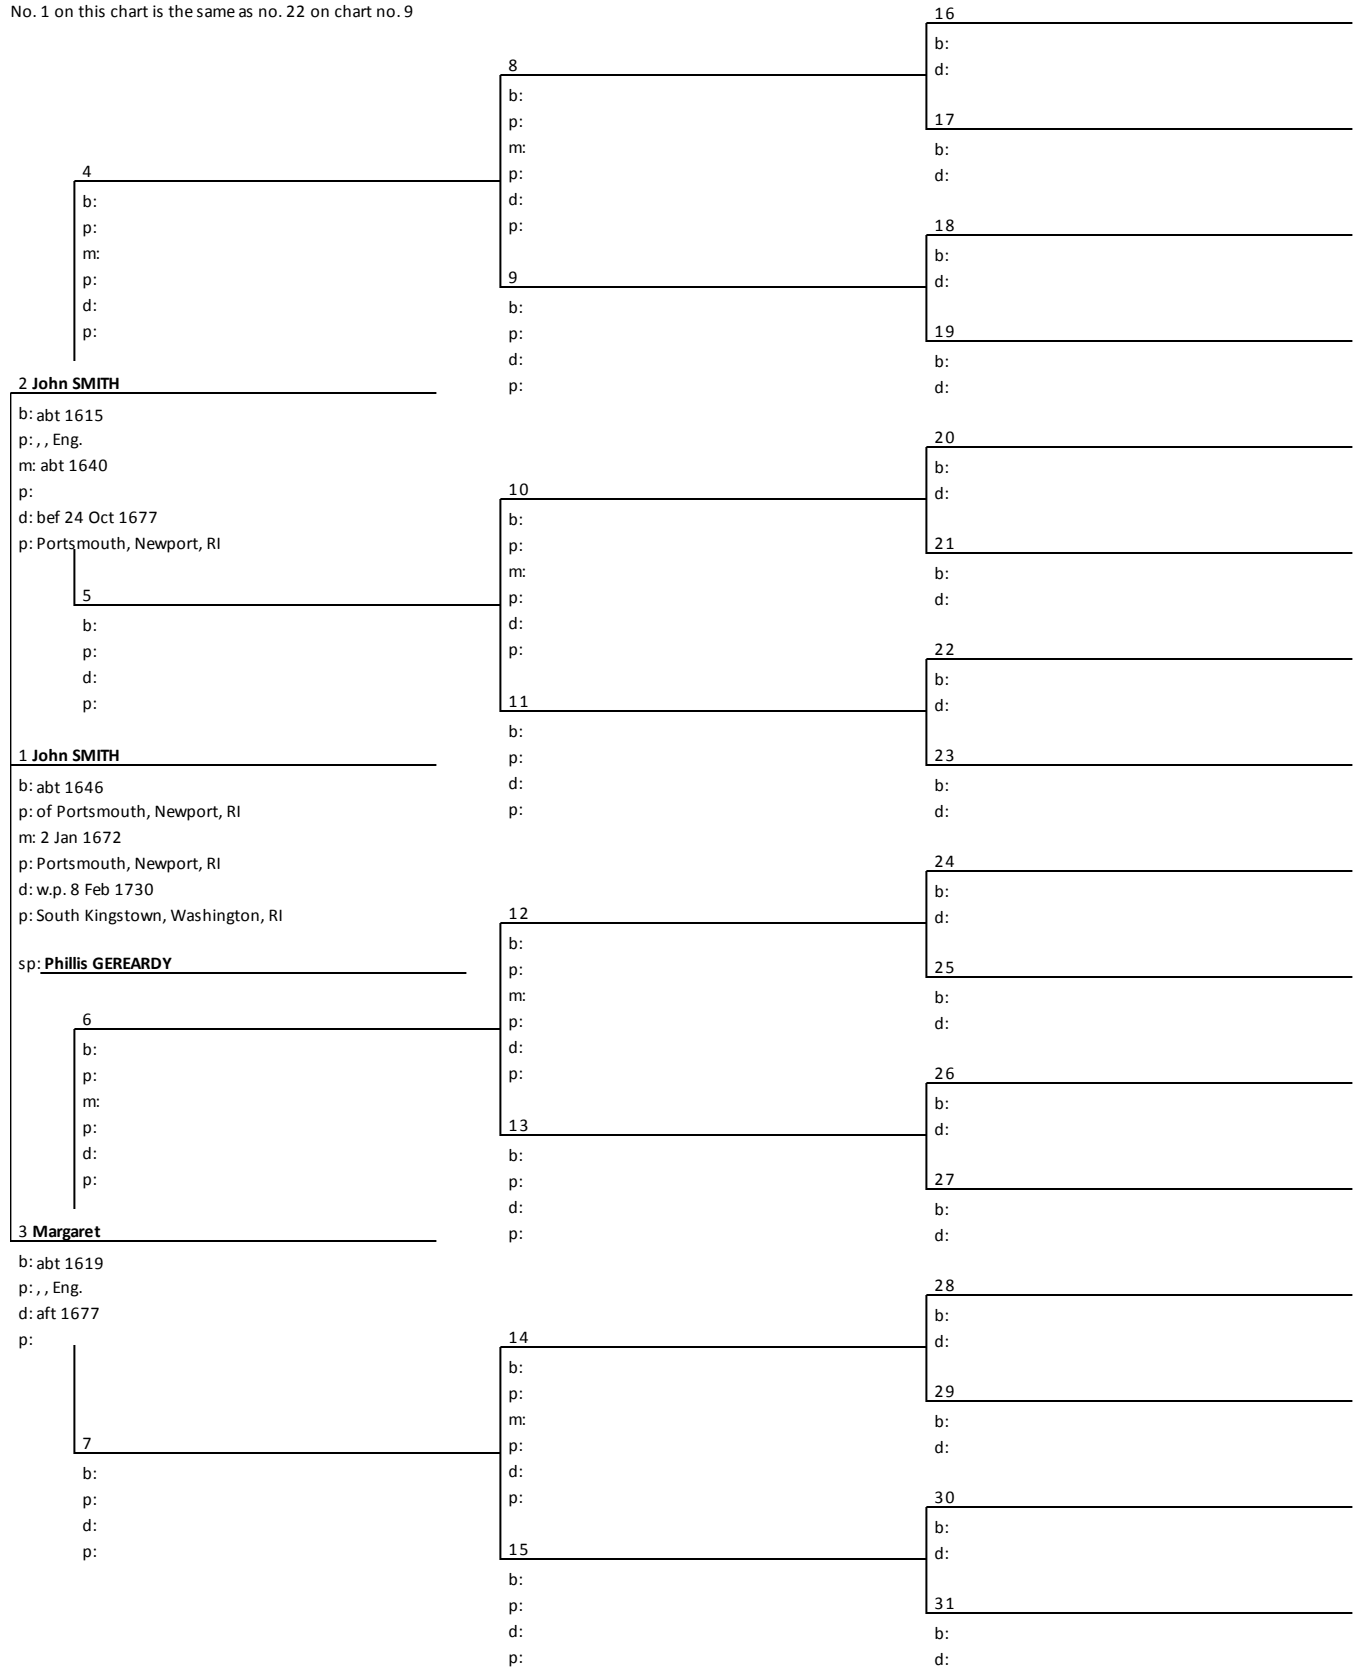 No. 1 on this chart is the same as no. 22 on chart no. 9
16
b:
d:
8
b:
p:
m:
p:
d:
p:
17
b:
d:
4
b:
p:
m:
p:
d:
p:
18
b:
d:
9
b:
p:
d:
p:
19
b:
d:
2 John SMITH
b: abt 1615
p: , , Eng.
m: abt 1640
p:
d: bef 24 Oct 1677
p: Portsmouth, Newport, RI
20
b:
d:
10
b:
p:
m:
p:
d:
p:
21
b:
d:
5
b:
p:
d:
p:
22
b:
d:
11
b:
p:
d:
p:
23
b:
d:
1 John SMITH
b: abt 1646
p: of Portsmouth, Newport, RI
m: 2 Jan 1672
p: Portsmouth, Newport, RI
d: w.p. 8 Feb 1730
p: South Kingstown, Washington, RI
sp: Phillis GEREARDY
24
b:
d:
12
b:
p:
m:
p:
d:
p:
25
b:
d:
6
b:
p:
m:
p:
d:
p:
26
b:
d:
13
b:
p:
d:
p:
27
b:
d:
3 Margaret
b: abt 1619
p: , , Eng.
d: aft 1677
p:
28
b:
d:
14
b:
p:
m:
p:
d:
p:
29
b:
d:
7
b:
p:
d:
p:
30
b:
d:
15
b:
p:
d:
p:
31
b:
d: